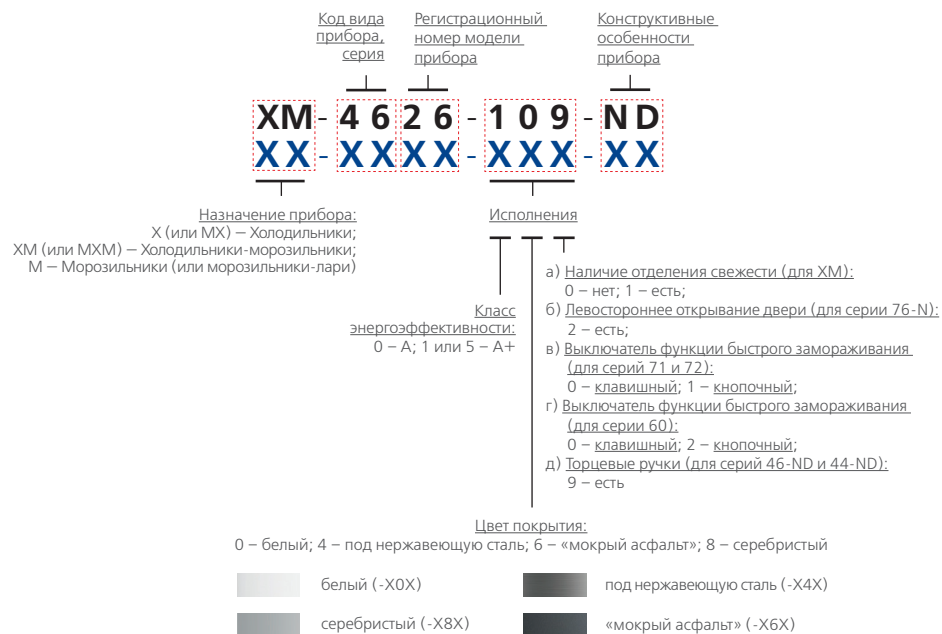 Код вида
прибора,
серия
Регистрационный
номер модели
прибора
Конструктивные
особенности
прибора
XM - 4 6 2 6 - 1 0 9 - N D
X X - X X X X - X X X - X X
Назначение прибора:
Х (или МХ) – Холодильники;
ХМ (или МХМ) – Холодильники-морозильники;
М – Морозильники (или морозильники-лари)
Исполнения
Класс
энергоэффективности:
0 – А; 1 или 5 – А+
а) Наличие отделения свежести (для ХМ):
0 – нет; 1 – есть;
б) Левостороннее открывание двери (для серии 76-N):
2 – есть;
в) Выключатель функции быстрого замораживания
(для серий 71 и 72):
0 – клавишный; 1 – кнопочный;
г) Выключатель функции быстрого замораживания
(для серии 60):
0 – клавишный; 2 – кнопочный;
д) Торцевые ручки (для серий 46-ND и 44-ND):
9 – есть
Цвет покрытия:
0 – белый; 4 – под нержавеющую сталь; 6 – «мокрый асфальт»; 8 – серебристый
белый (-Х0Х)
под нержавеющую сталь (-Х4Х)
серебристый (-Х8Х)
«мокрый асфальт» (-Х6Х)